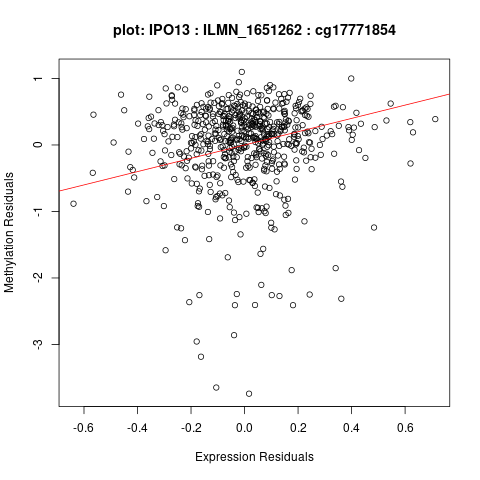 plot: IPO13 : ILMN_1651262 : cg17771854
Methylation Residuals
1
0
-1
-2
-3
-0.6 -0.4 -0.2 0.0 0.2 0.4 0.6
Expression Residuals